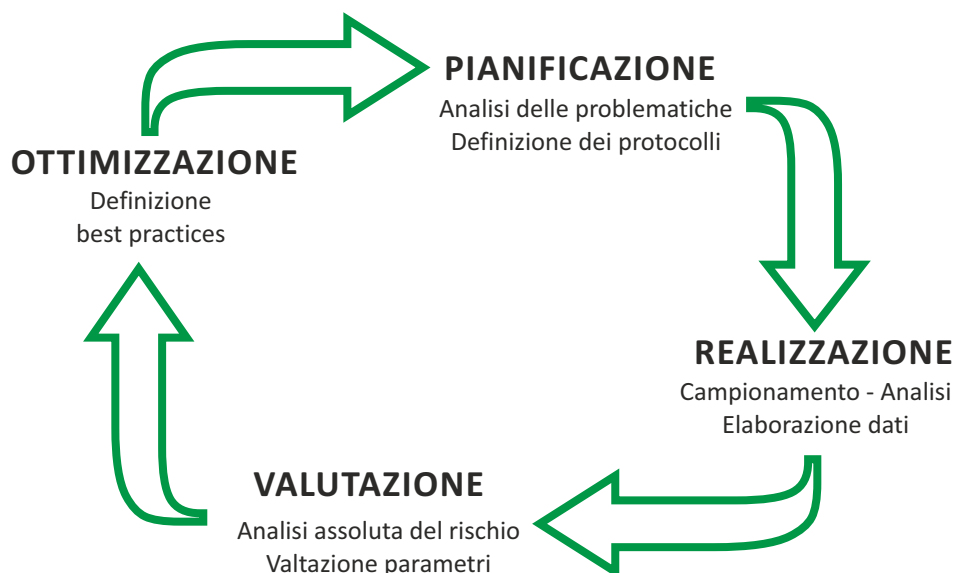 PIANIFICAZIONE
Analisi delle problematiche
Definizione dei protocolli
OTTIMIZZAZIONE
Definizione
best practices
REALIZZAZIONE
Campionamento - Analisi
Elaborazione dati
VALUTAZIONE
Analisi assoluta del rischio
Valtazione parametri